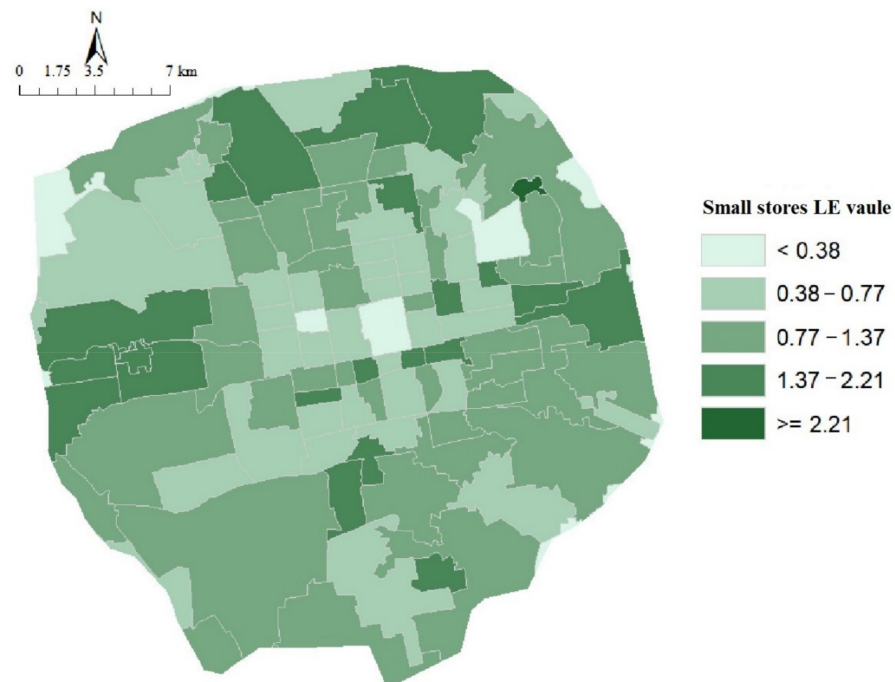 N
0 1.75 3.5 7 km
Small stores LE vaule
< 0.38
0.38 – 0.77
0.77 – 1.37
1.37 – 2.21
>= 2.21